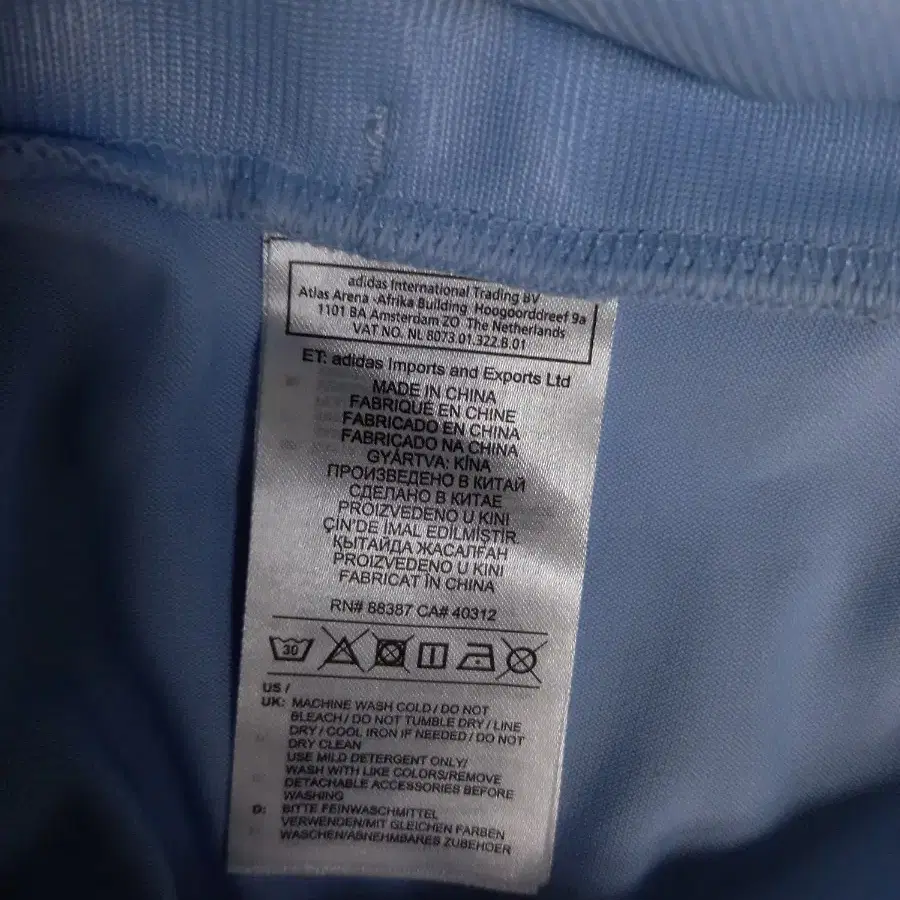 adidas International Trading BV
Atlas Arena -Afrika Building Hoogoorddreef 9a
1101 BA Amsterdam ZO The Netherlands
VAT NO. NL 8073.01.322.B.01
ET: adidas Imports and Exports Ltd
MADE IN CHINA
FABRIQUÉ EN CHINE
FABRICADO EN CHINA
FABRICADO NA CHINA
GYÁRTVA: KÍNA
ПРОИЗВЕДЕНО В КИТАЙ
СДЕЛАНО В КИТАЕ
PROIZVEDENO U KINI
ÇİN'DE İMAL EDİLMİŞTİR.
ҚЫТАЙДА ЖАСАЛҒАН
PROIZVEDENO U KINI
FABRICAT ÎN CHINA
RN# 88387 CA# 40312
30
US /
UK: MACHINE WASH COLD / DO NOT
BLEACH / DO NOT TUMBLE DRY / LINE
DRY / COOL IRON IF NEEDED / DO NOT
DRY CLEAN
USE MILD DETERGENT ONLY/
WASH WITH LIKE COLORS/REMOVE
DETACHABLE ACCESSORIES BEFORE
WASHING
D: BITTE FEINWASCHMITTEL
VERWENDEN/MIT GLEICHEN FARBEN
WASCHEN/ABNEHMBARES ZUBEHOER